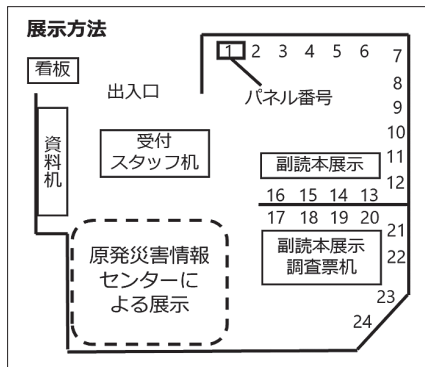 展示方法
看板
出入口
1 2 3 4 5 6 7
パネル番号
8
9
10
11
12
資料机
受付
スタッフ机
副読本展示
16 15 14 13
17 18 19 20
21
22
副読本展示
調査票机
23
24
原発災害情報
センターに
よる展示